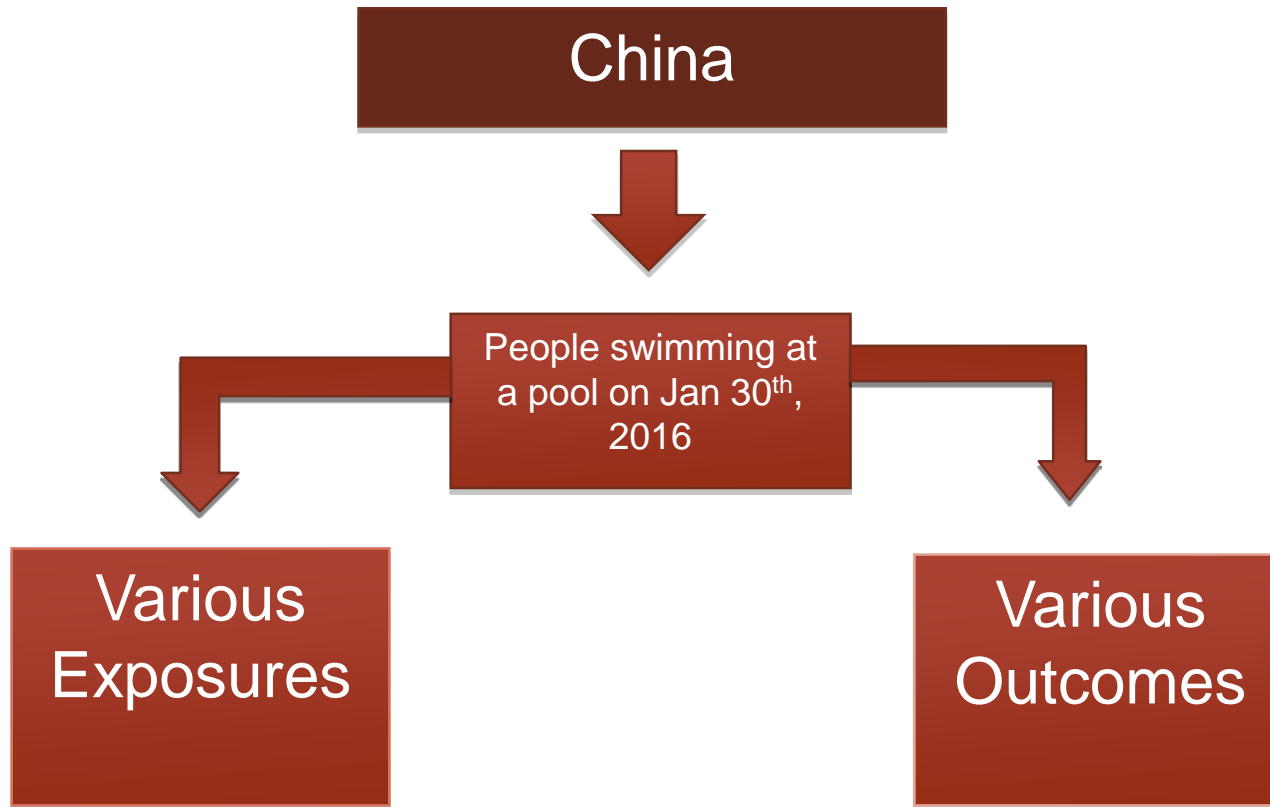 China
People swimming at
a pool on Jan 30th,
2016
Various
Exposures
Various
Outcomes